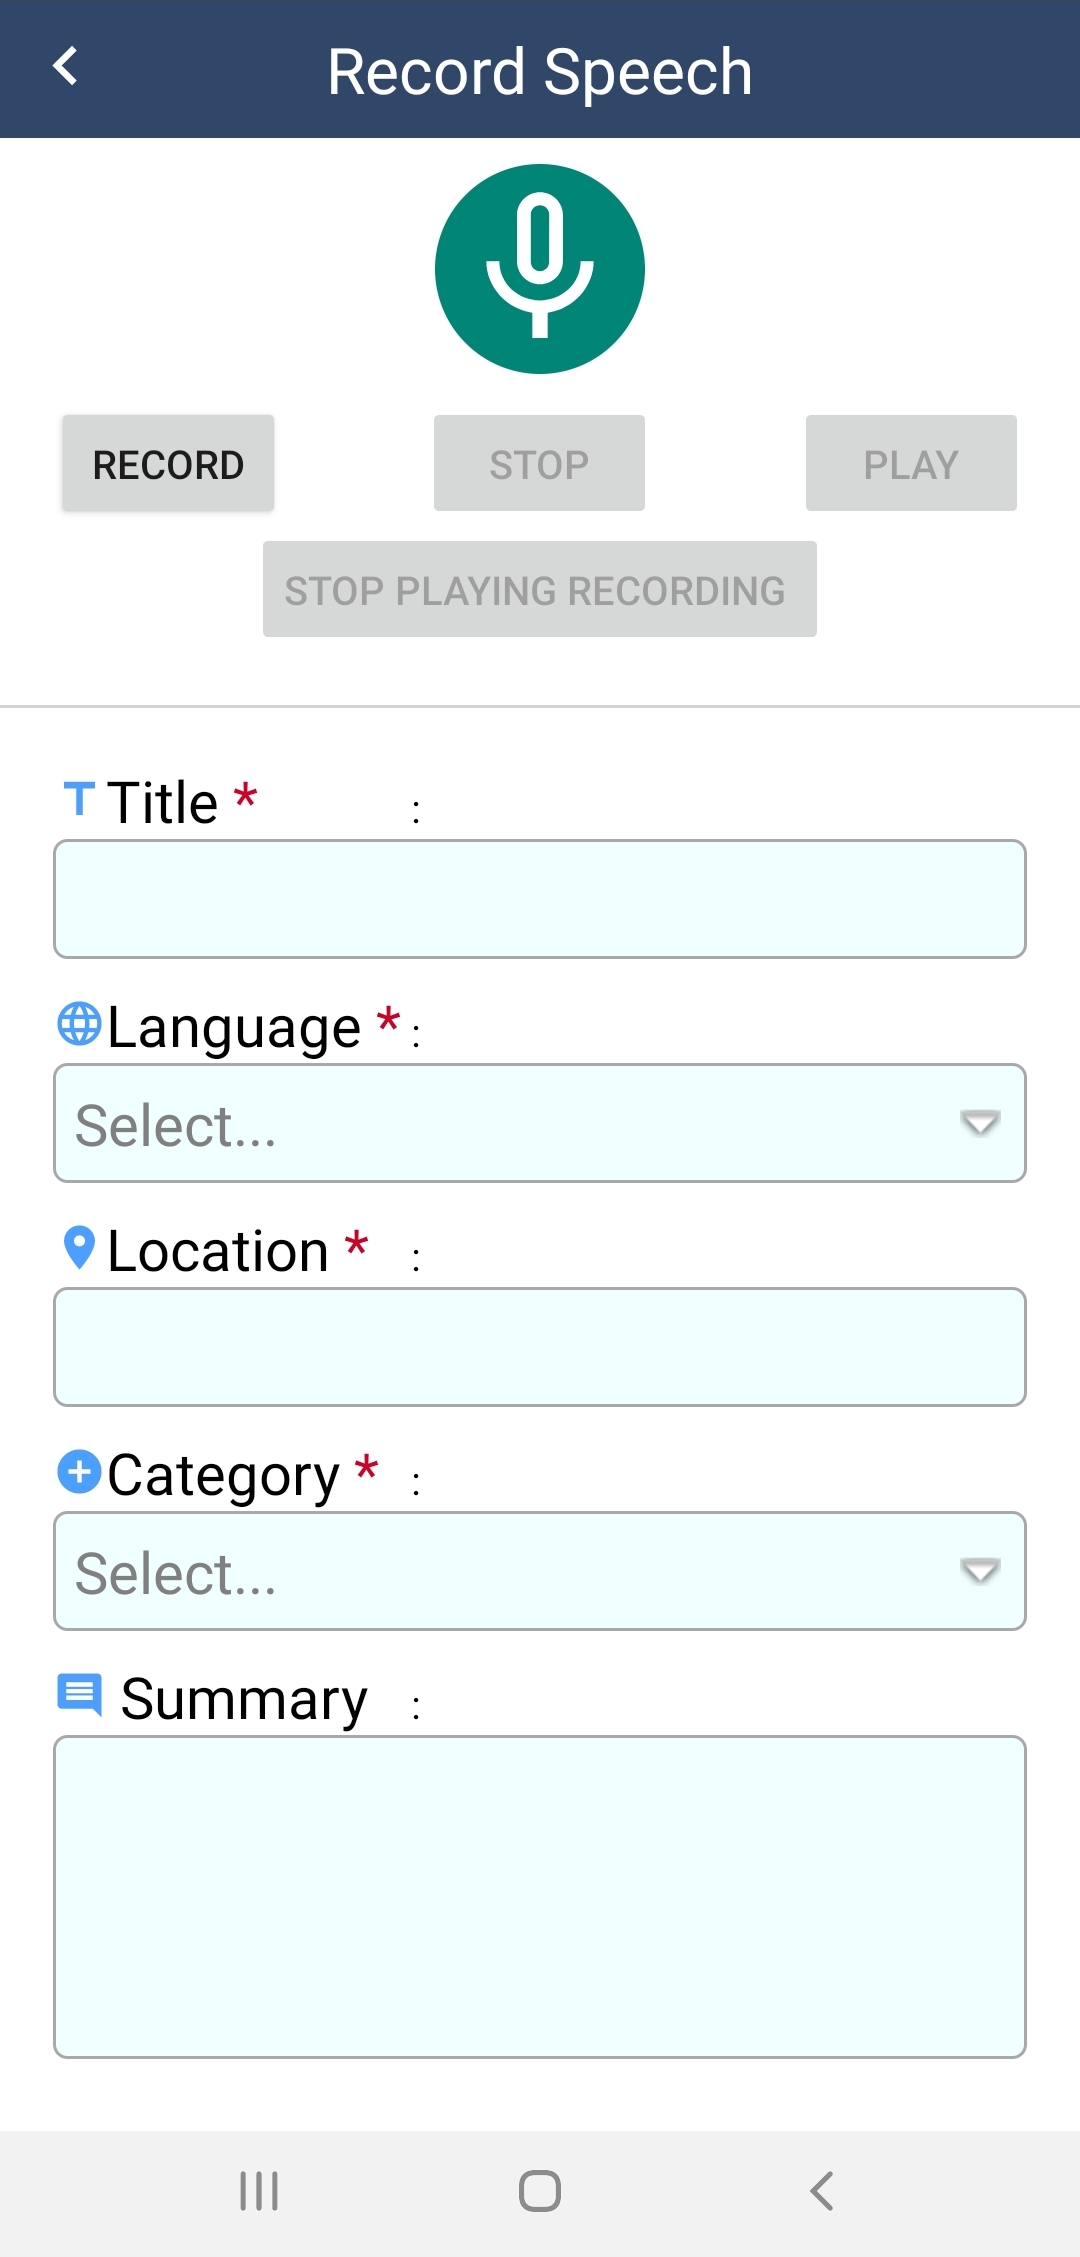 Record Speech
RECORD STOP PLAY
STOP PLAYING RECORDING
Title * :
Language * :
Select...
Location * :
Category * :
Select...
Summary :